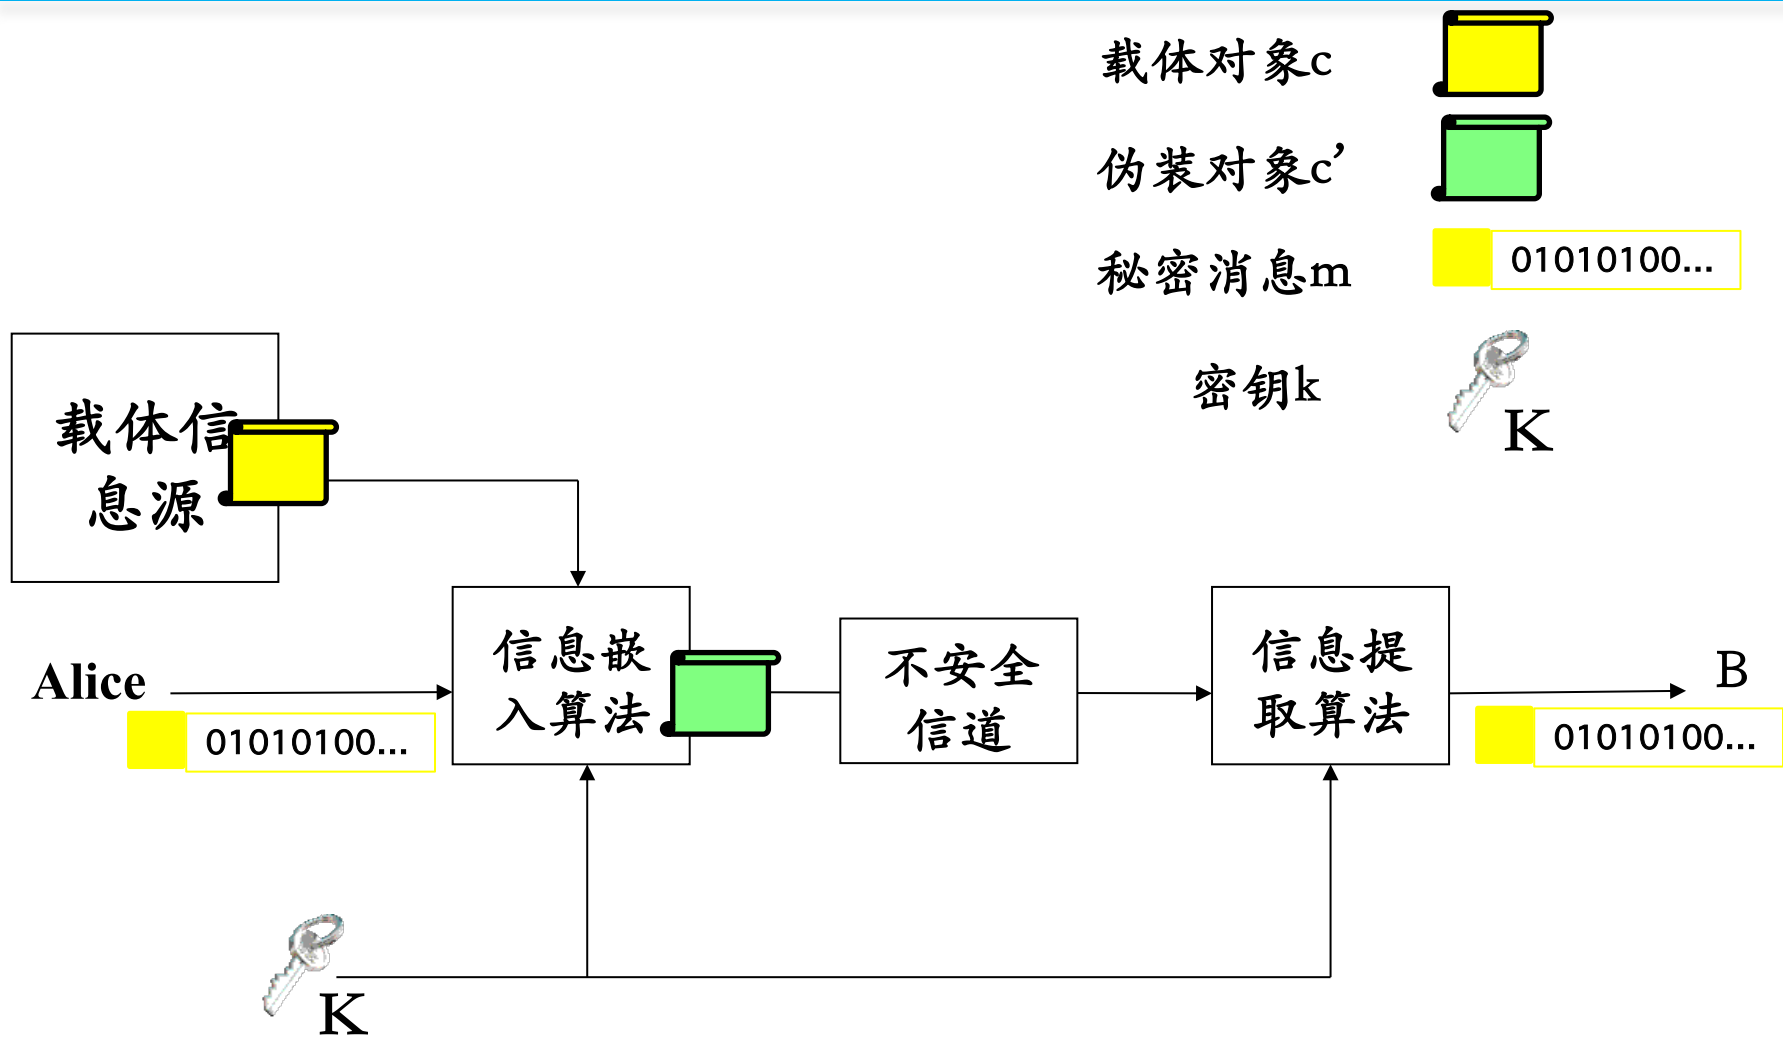 载体对象c
伪装对象c’
秘密消息m
01010100...
密钥k
K
载体信
息源
信息嵌
入算法
不安全
信道
信息提
取算法
Alice
01010100...
B
01010100...
K